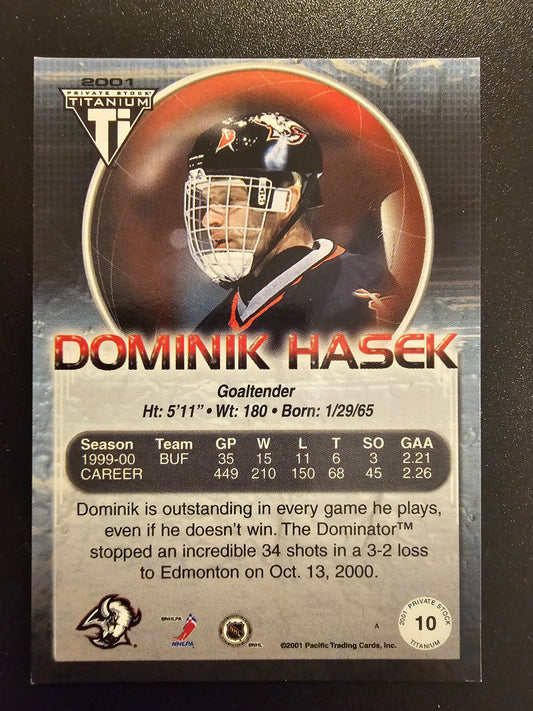 2001
PRIVATE STOCK
TITANIUM
Ti
DOMINIK HASEK
Goaltender
Ht: 5'11" • Wt: 180 • Born: 1/29/65
Season Team GP W L T SO GAA
1999-00 BUF 35 15 11 6 3 2.21
CAREER 449 210 150 68 45 2.26
Dominik is outstanding in every game he plays,
even if he doesn't win. The Dominator™
stopped an incredible 34 shots in a 3-2 loss
to Edmonton on Oct. 13, 2000.
©NHLPA
NHLPA
©NHL
A
©2001 Pacific Trading Cards, Inc.
2001 PRIVATE STOCK
10
TITANIUM